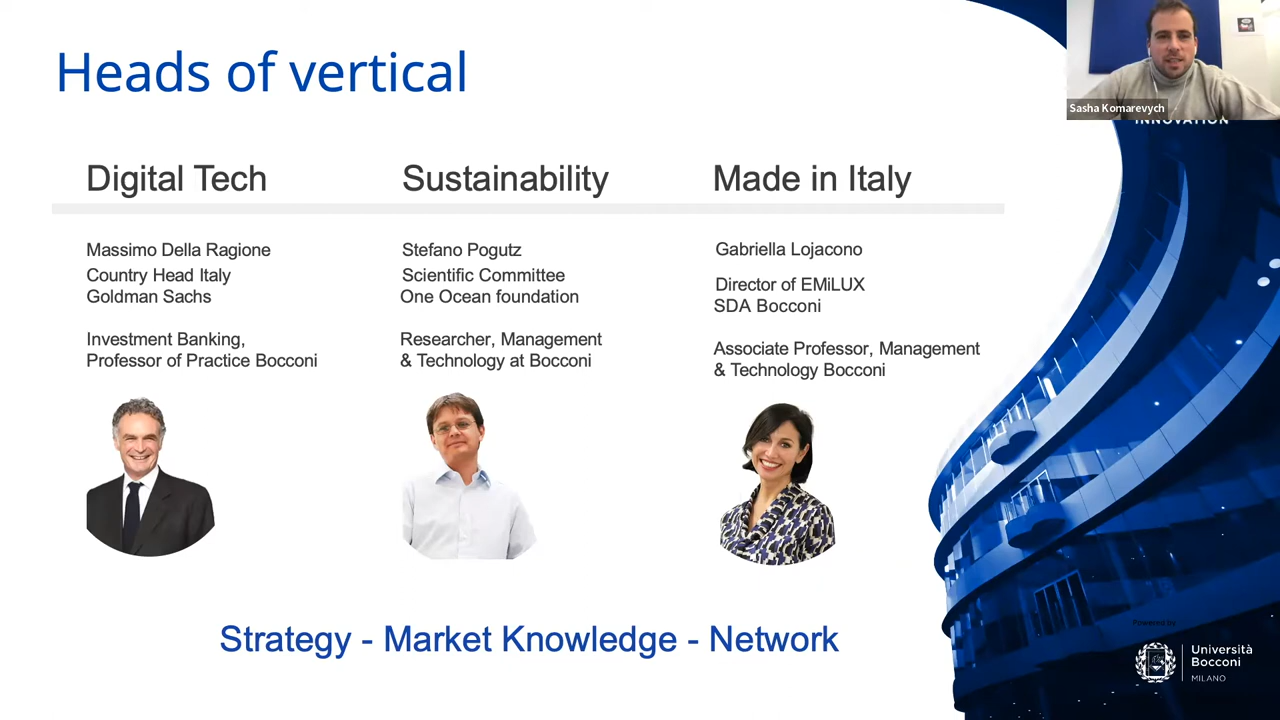 Heads of vertical
Sasha Komarevych
INNOVATION
Digital Tech
Sustainability
Made in Italy
Massimo Della Ragione
Country Head Italy
Goldman Sachs
Investment Banking,
Professor of Practice Bocconi
Stefano Pogutz
Scientific Committee
One Ocean foundation
Researcher, Management
& Technology at Bocconi
Gabriella Lojacono
Director of EMiLUX
SDA Bocconi
Associate Professor, Management
& Technology Bocconi
Strategy - Market Knowledge - Network
Powered by
Università
Bocconi
MILANO